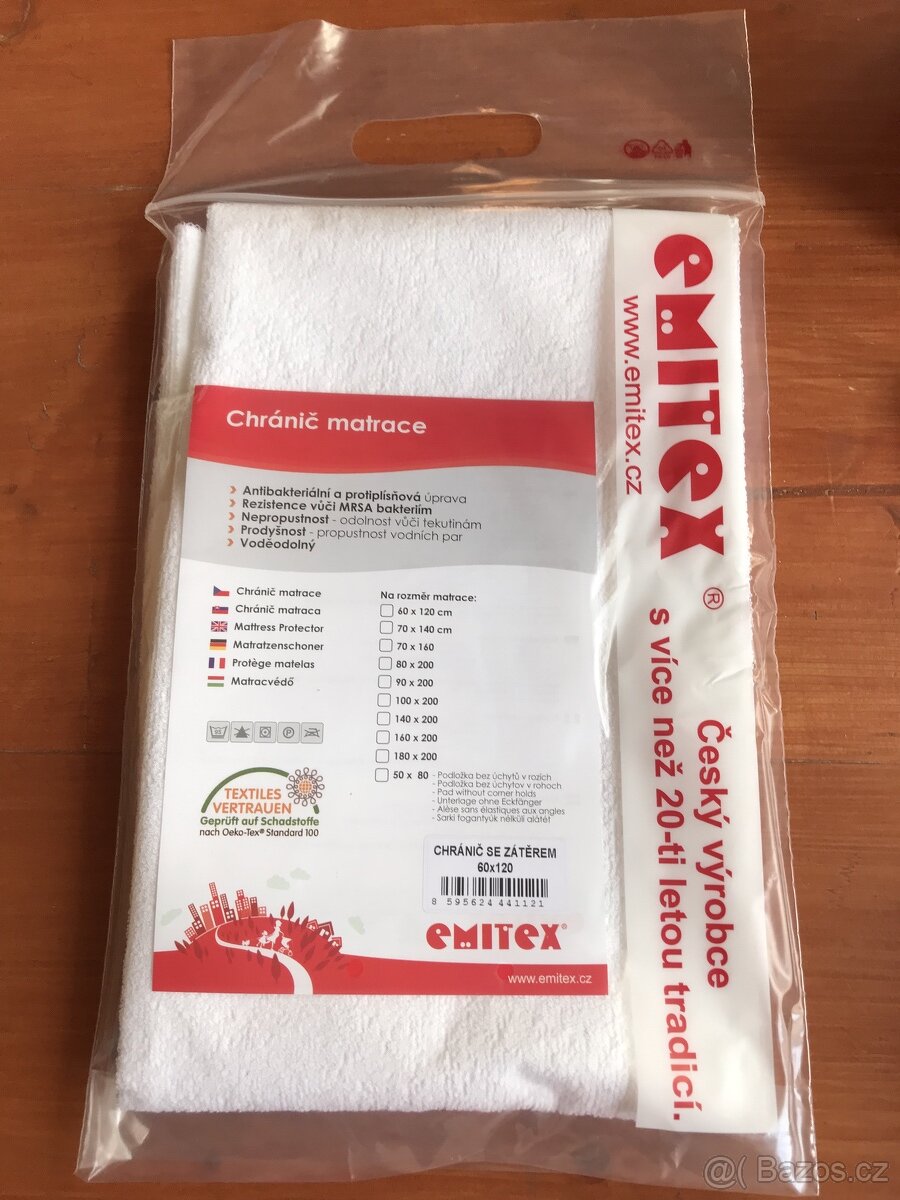 Chránič matrace
Antibakteriální a protiplísňová úprava
Rezistence vůči MRSA bakteriím
Nepropustnost - odolnost vůči tekutinám
Prodyšnost - propustnost vodních par
Voděodolný
Chránič matrace
Chránič matraca
Mattress Protector
Matratzenschoner
Protège matelas
Matracvédő
Na rozměr matrace:
60 x 120 cm
70 x 140 cm
70 x 160
80 x 200
90 x 200
100 x 200
140 x 200
160 x 200
180 x 200
50 x 80
- Podložka bez úchytů v rozích
- Podložka bez úchytov v rohoch
- Pad without corner holds
- Unterlage ohne Eckfänger
- Alèse sans élastiques aux angles
- Sarki fogantyúk nélküli alátét
95
P
TEXTILES
VERTRAUEN
Geprüft auf Schadstoffe
nach Oeko-Tex® Standard 100
CHRÁNIČ SE ZÁTĚREM
60x120
8 595624 441121
emitex®
www.emitex.cz
emitex®
www.emitex.cz
Český výrobce
s více než 20-ti letou tradicí.
@( Bazos.cz